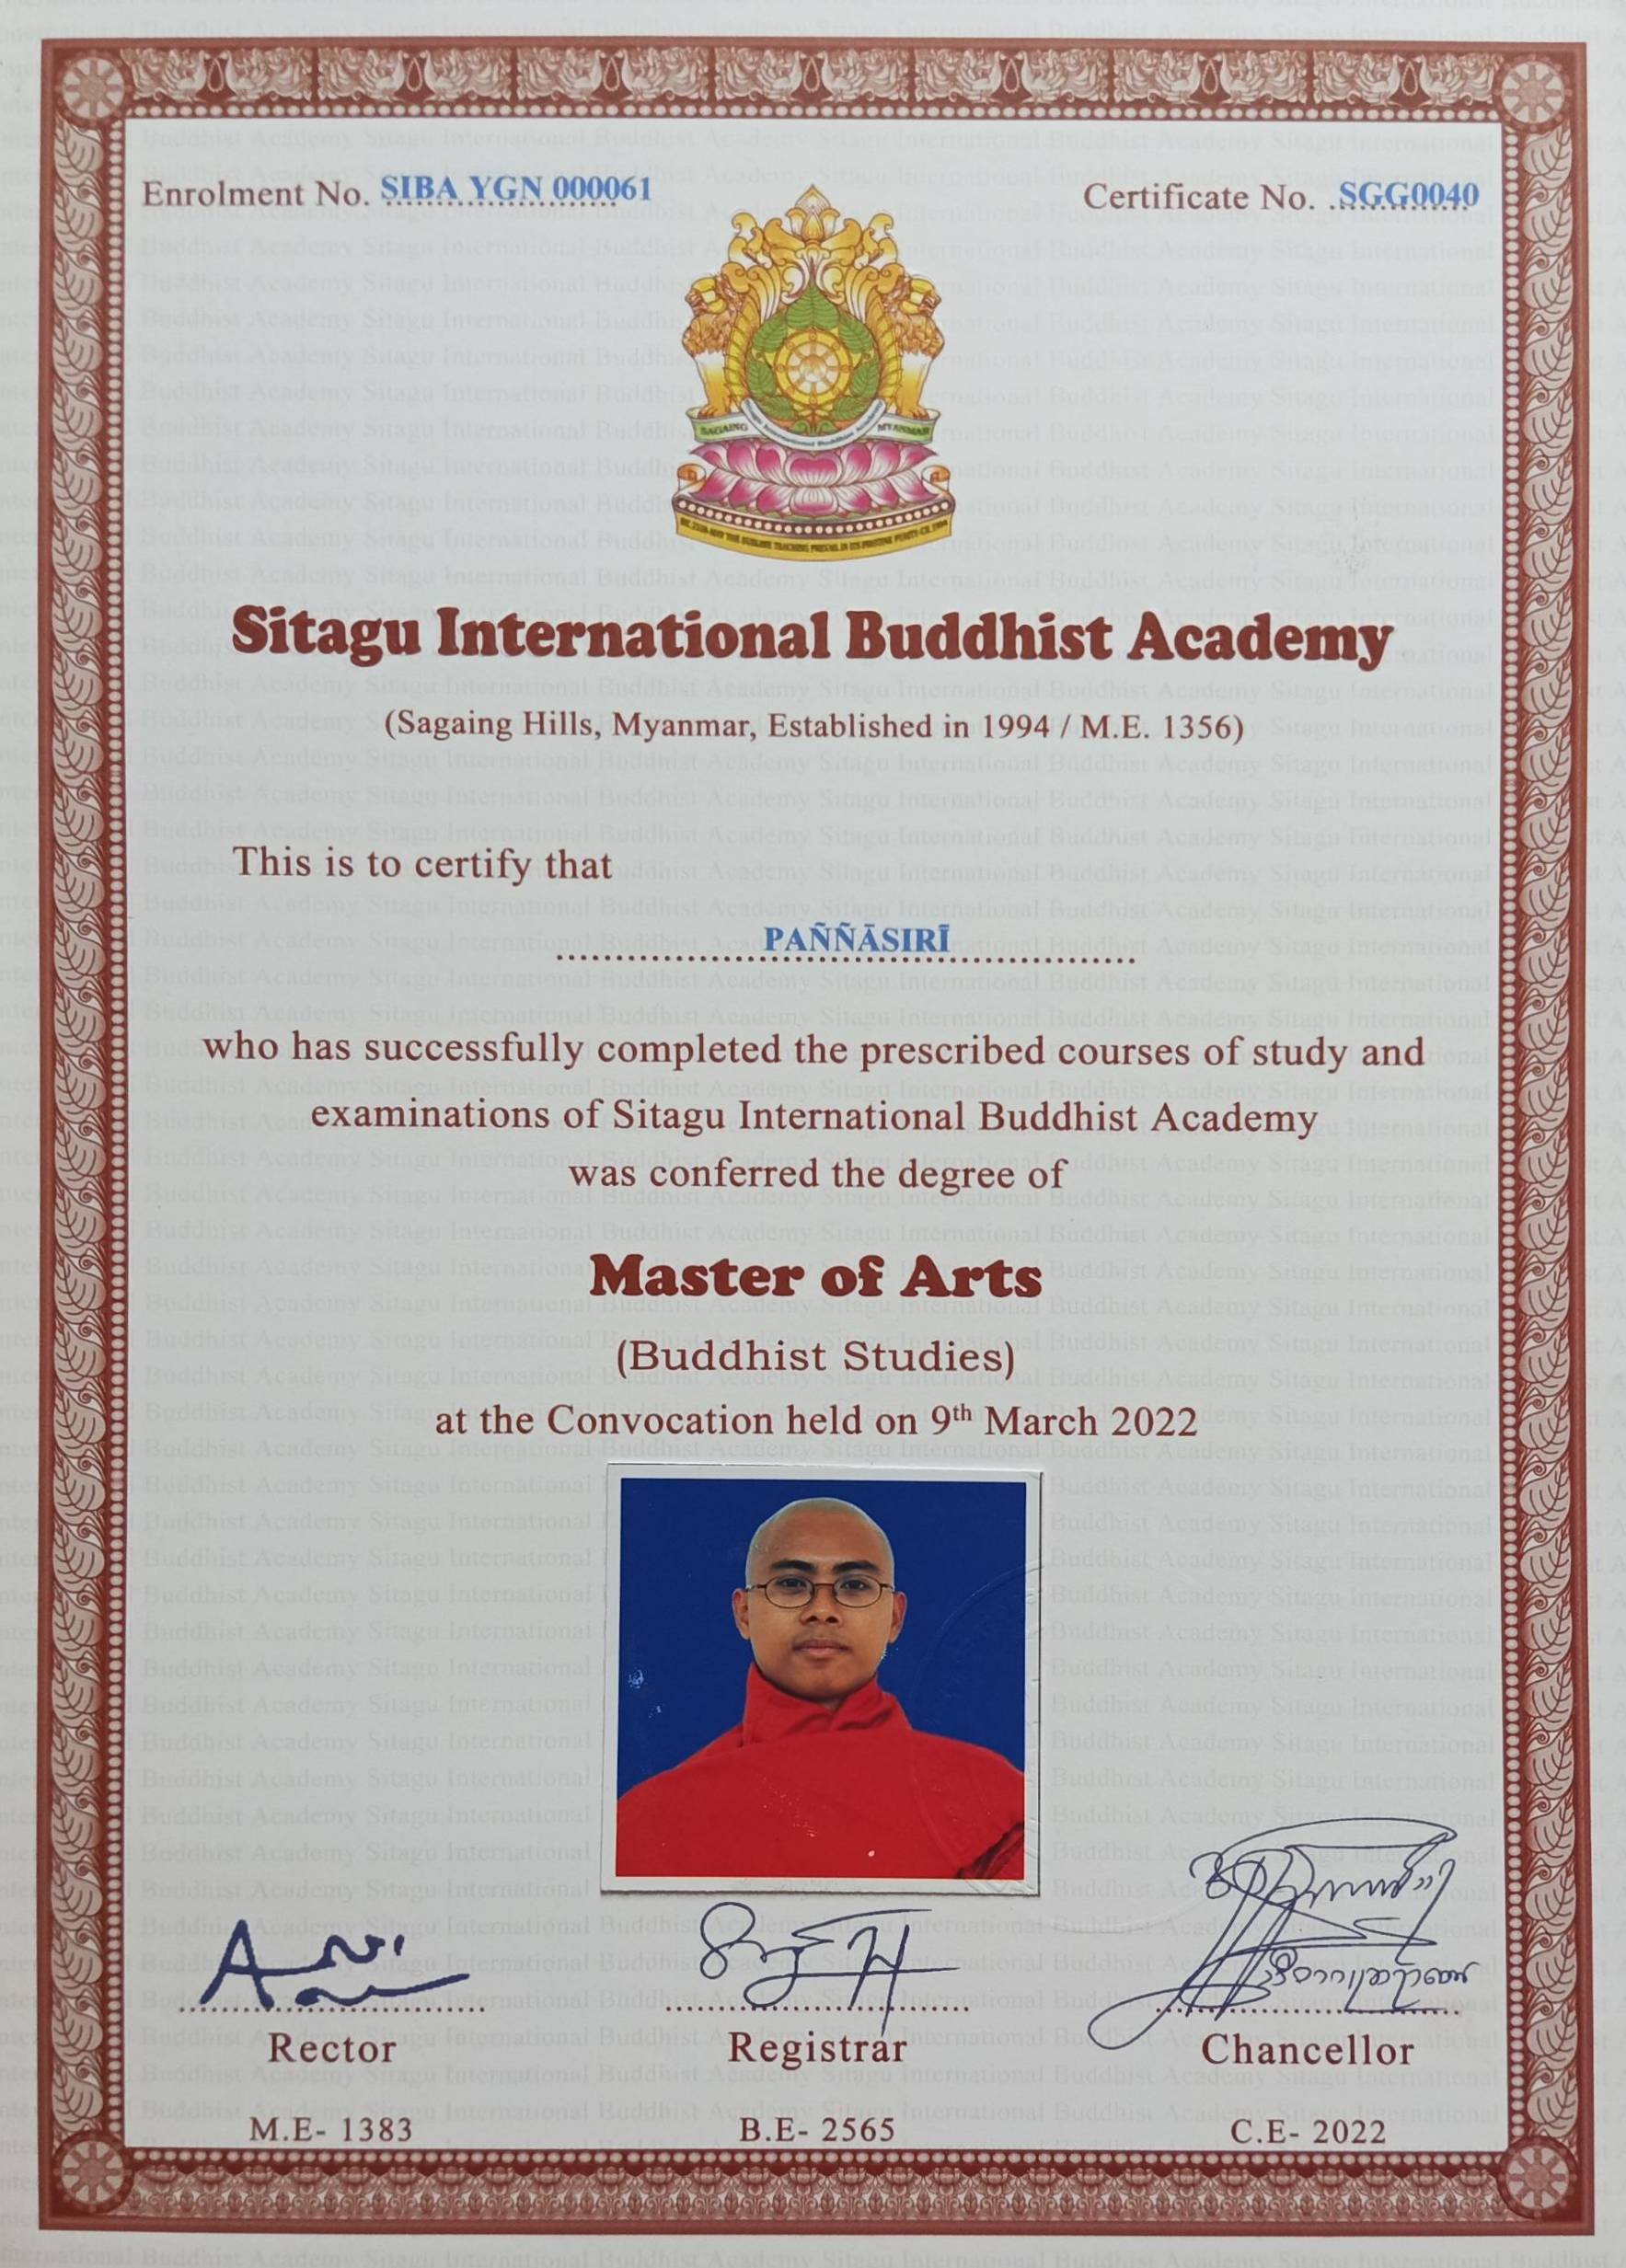 Enrolment No. SIBA YGN 000061
Certificate No. SGG0040
SAGAING
MYANMAR
Sitagu International Buddhist Academy
(Sagaing Hills, Myanmar, Established in 1994 / M.E. 1356)
This is to certify that
PAÑÑĀSIRĪ
who has successfully completed the prescribed courses of study and
examinations of Sitagu International Buddhist Academy
was conferred the degree of
Master of Arts
(Buddhist Studies)
at the Convocation held on 9th March 2022
Rector
Registrar
Chancellor
M.E- 1383
B.E- 2565
C.E- 2022